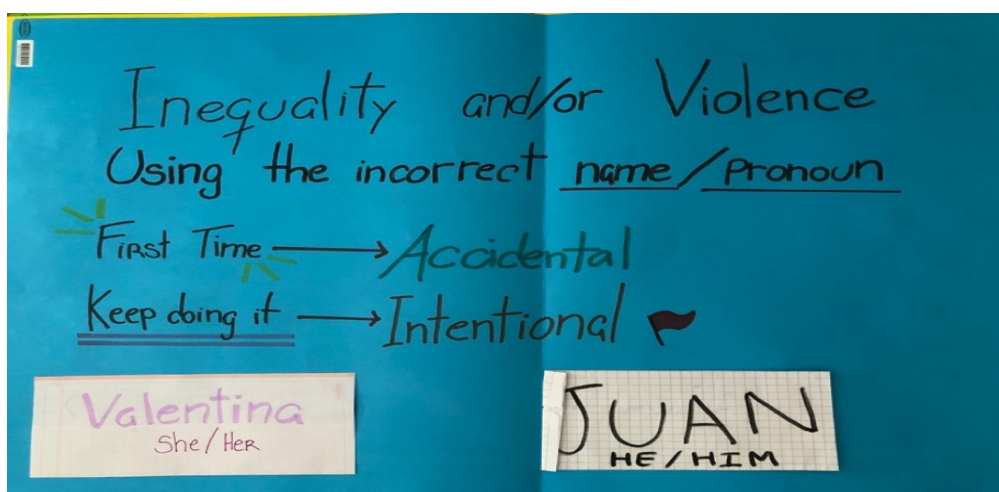 Inequality and/or Violence
Using the incorrect name/pronoun
First Time → Accidental
Keep doing it → Intentional
Valentina
She/Her
JUAN
HE/HIM